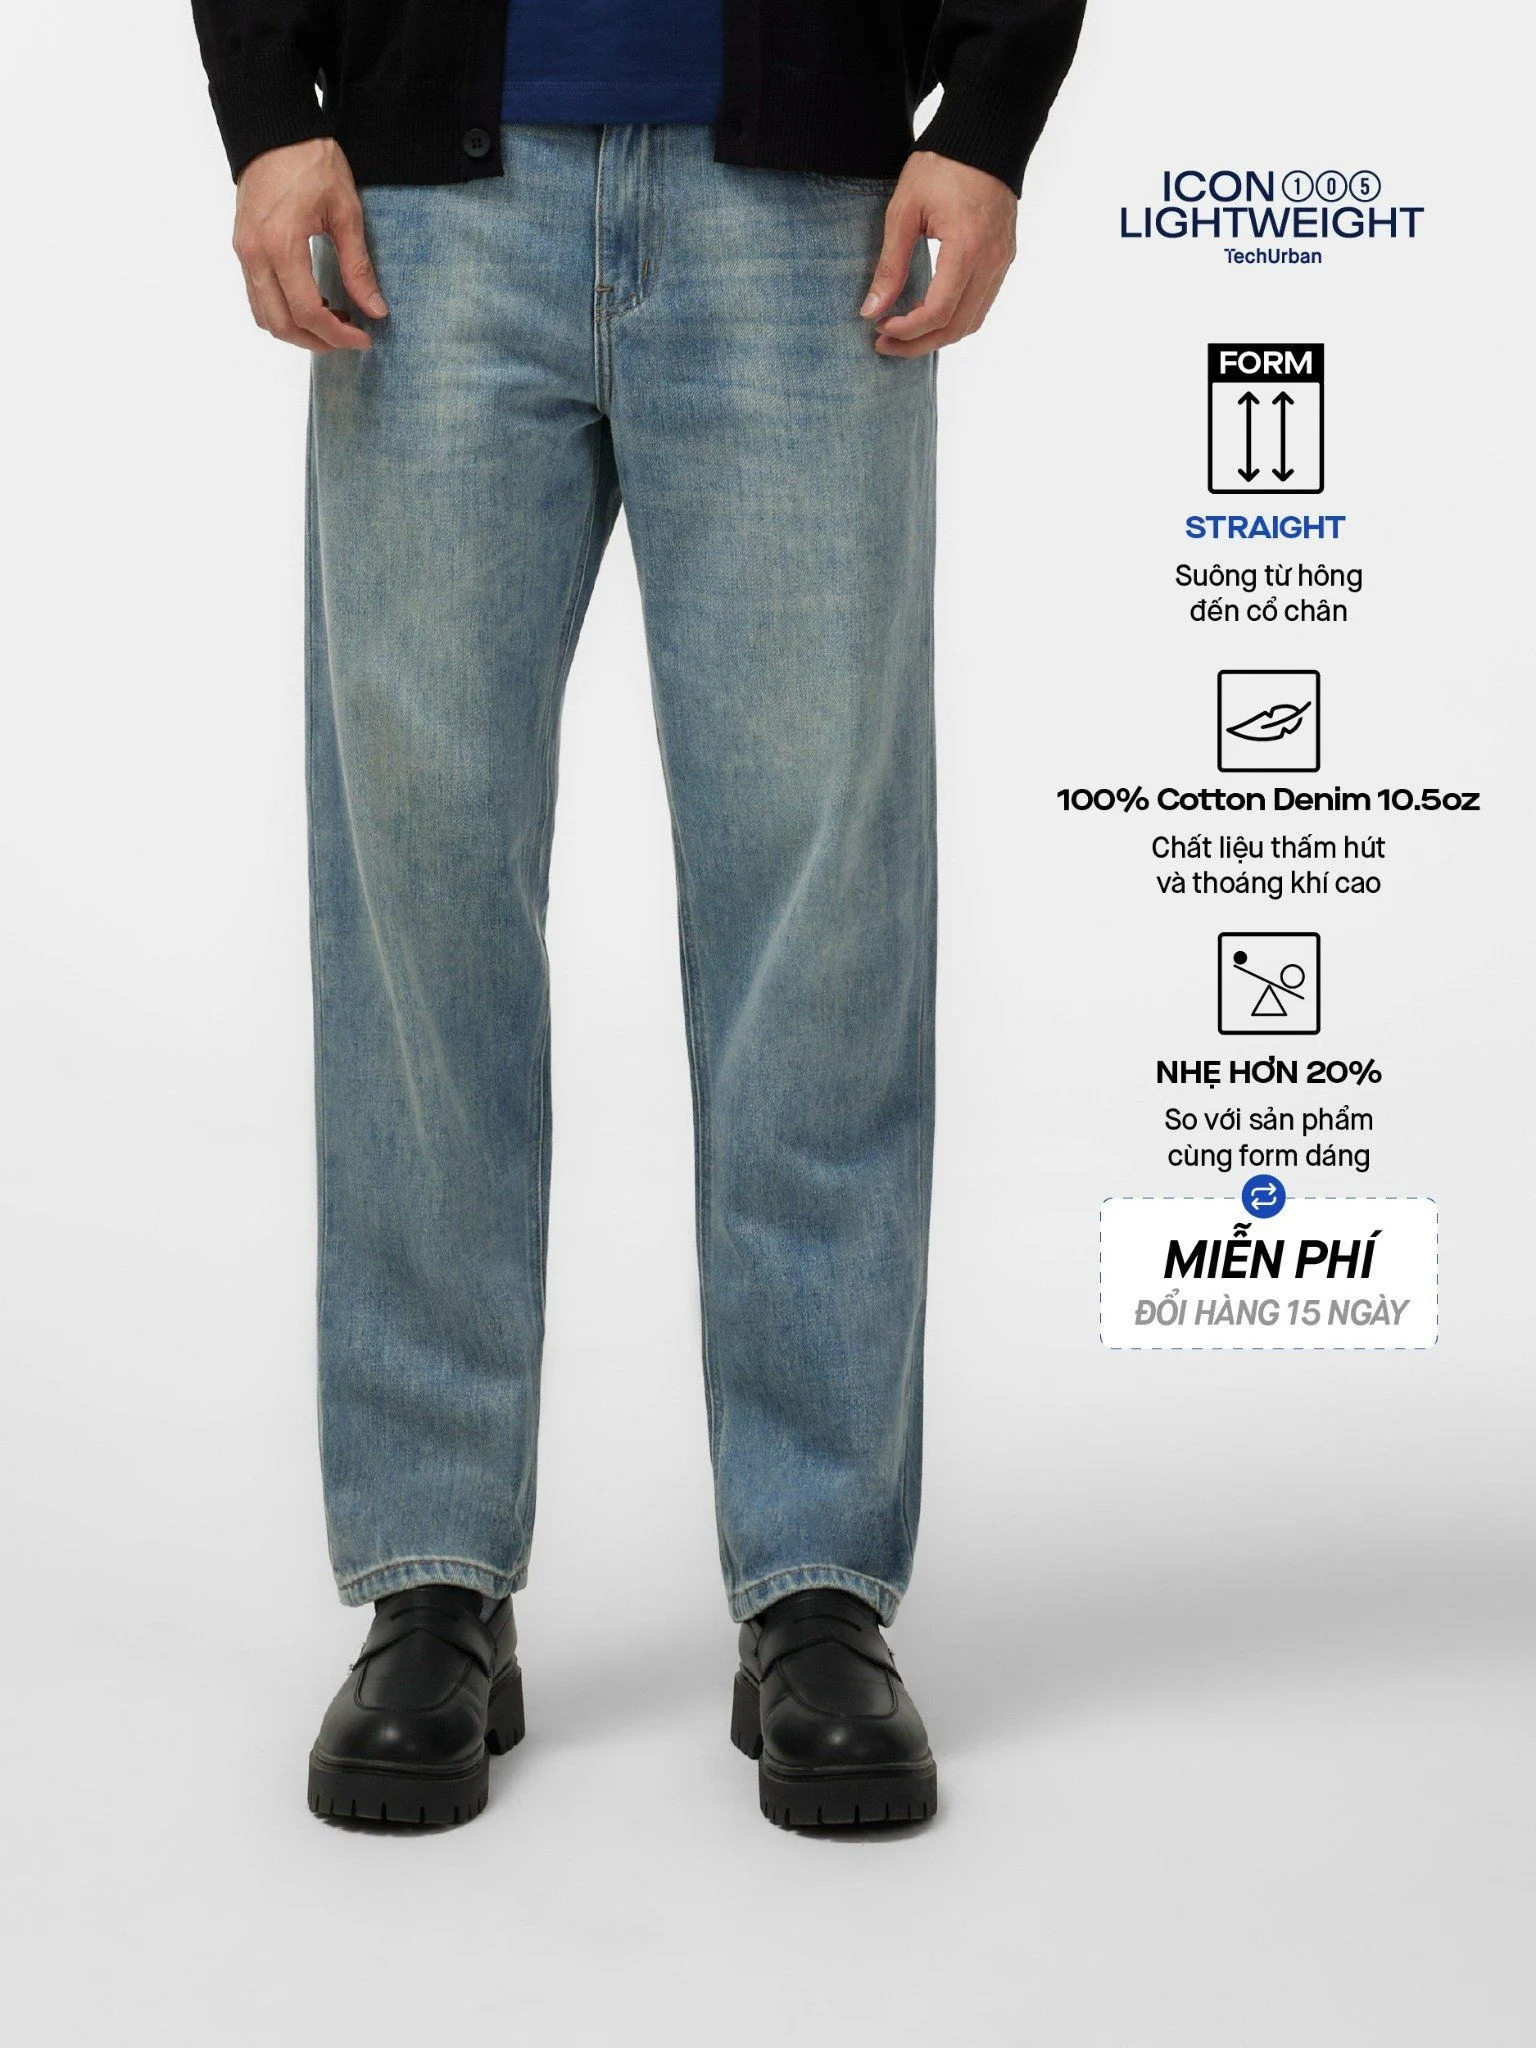 ICON 105
LIGHTWEIGHT
TechUrban
FORM
STRAIGHT
Suông từ hông
đến cổ chân
100% Cotton Denim 10.5oz
Chất liệu thấm hút
và thoáng khí cao
NHẸ HƠN 20%
So với sản phẩm
cùng form dáng
MIỄN PHÍ
ĐỔI HÀNG 15 NGÀY